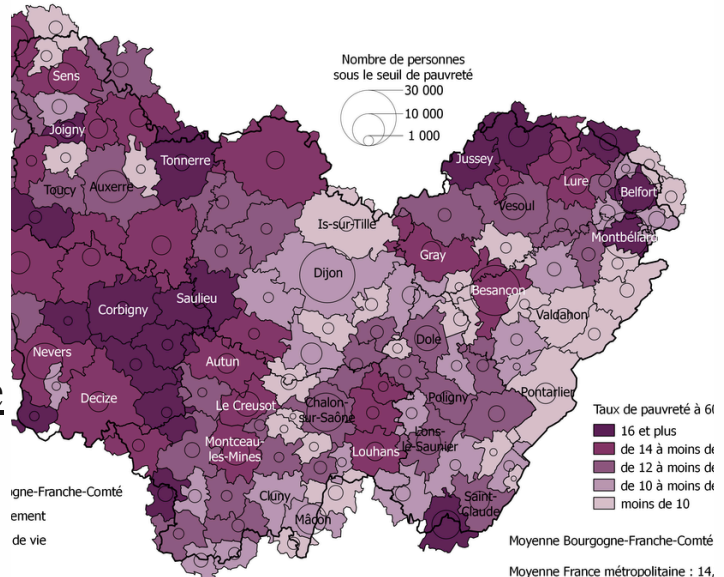 Nombre de personnes
sous le seuil de pauvreté
30 000
10 000
1 000
Sens
Joigny
Tonnerre
Toucy
Auxerre
Jussey
Lure
Belfort
Vesoul
Is-sur-Tille
Montbéliard
Gray
Dijon
Besançon
Corbigny
Saulieu
Valdahon
Dole
Nevers
Autun
Decize
Le Creusot
Chalon-
sur-Saône
Poligny
Pontarlier
Lons-
le-Saunier
Montceau-
les-Mines
Louhans
Cluny
Mâcon
Saint-
Claude
Taux de pauvreté à 60
16 et plus
de 14 à moins de
de 12 à moins de
de 10 à moins de
moins de 10
ogne-Franche-Comté
ement
de vie
Moyenne Bourgogne-Franche-Comté
Moyenne France métropolitaine : 14,